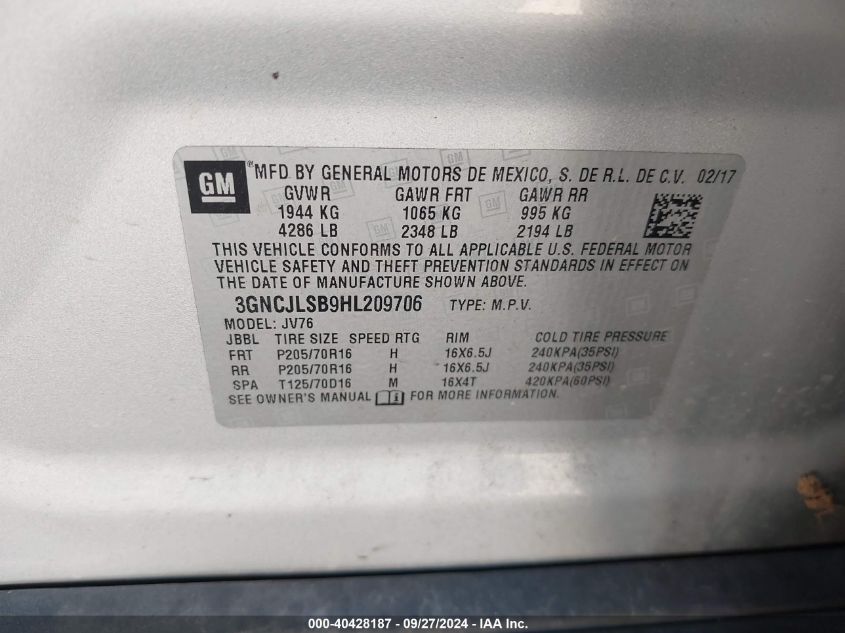 GM ®MFD BY GENERAL MOTORS DE MEXICO, S. DE R.L. DE C.V. 02/17
GVWR GAWR FRT GAWR RR
1944 KG 1065 KG 995 KG
4286 LB 2348 LB 2194 LB
THIS VEHICLE CONFORMS TO ALL APPLICABLE U.S. FEDERAL MOTOR
VEHICLE SAFETY AND THEFT PREVENTION STANDARDS IN EFFECT ON
THE DATE OF MANUFACTURE SHOWN ABOVE.
3GNCJLSB9HL209706 TYPE: M.P.V.
MODEL: JV76
JBBL TIRE SIZE SPEED RTG RIM COLD TIRE PRESSURE
FRT P205/70R16 H 16X6.5J 240KPA(35PSI)
RR P205/70R16 H 16X6.5J 240KPA(35PSI)
SPA T125/70D16 M 16X4T 420KPA(60PSI)
SEE OWNER'S MANUAL i FOR MORE INFORMATION.
000-40428187 - 09/27/2024 - IAAI.com